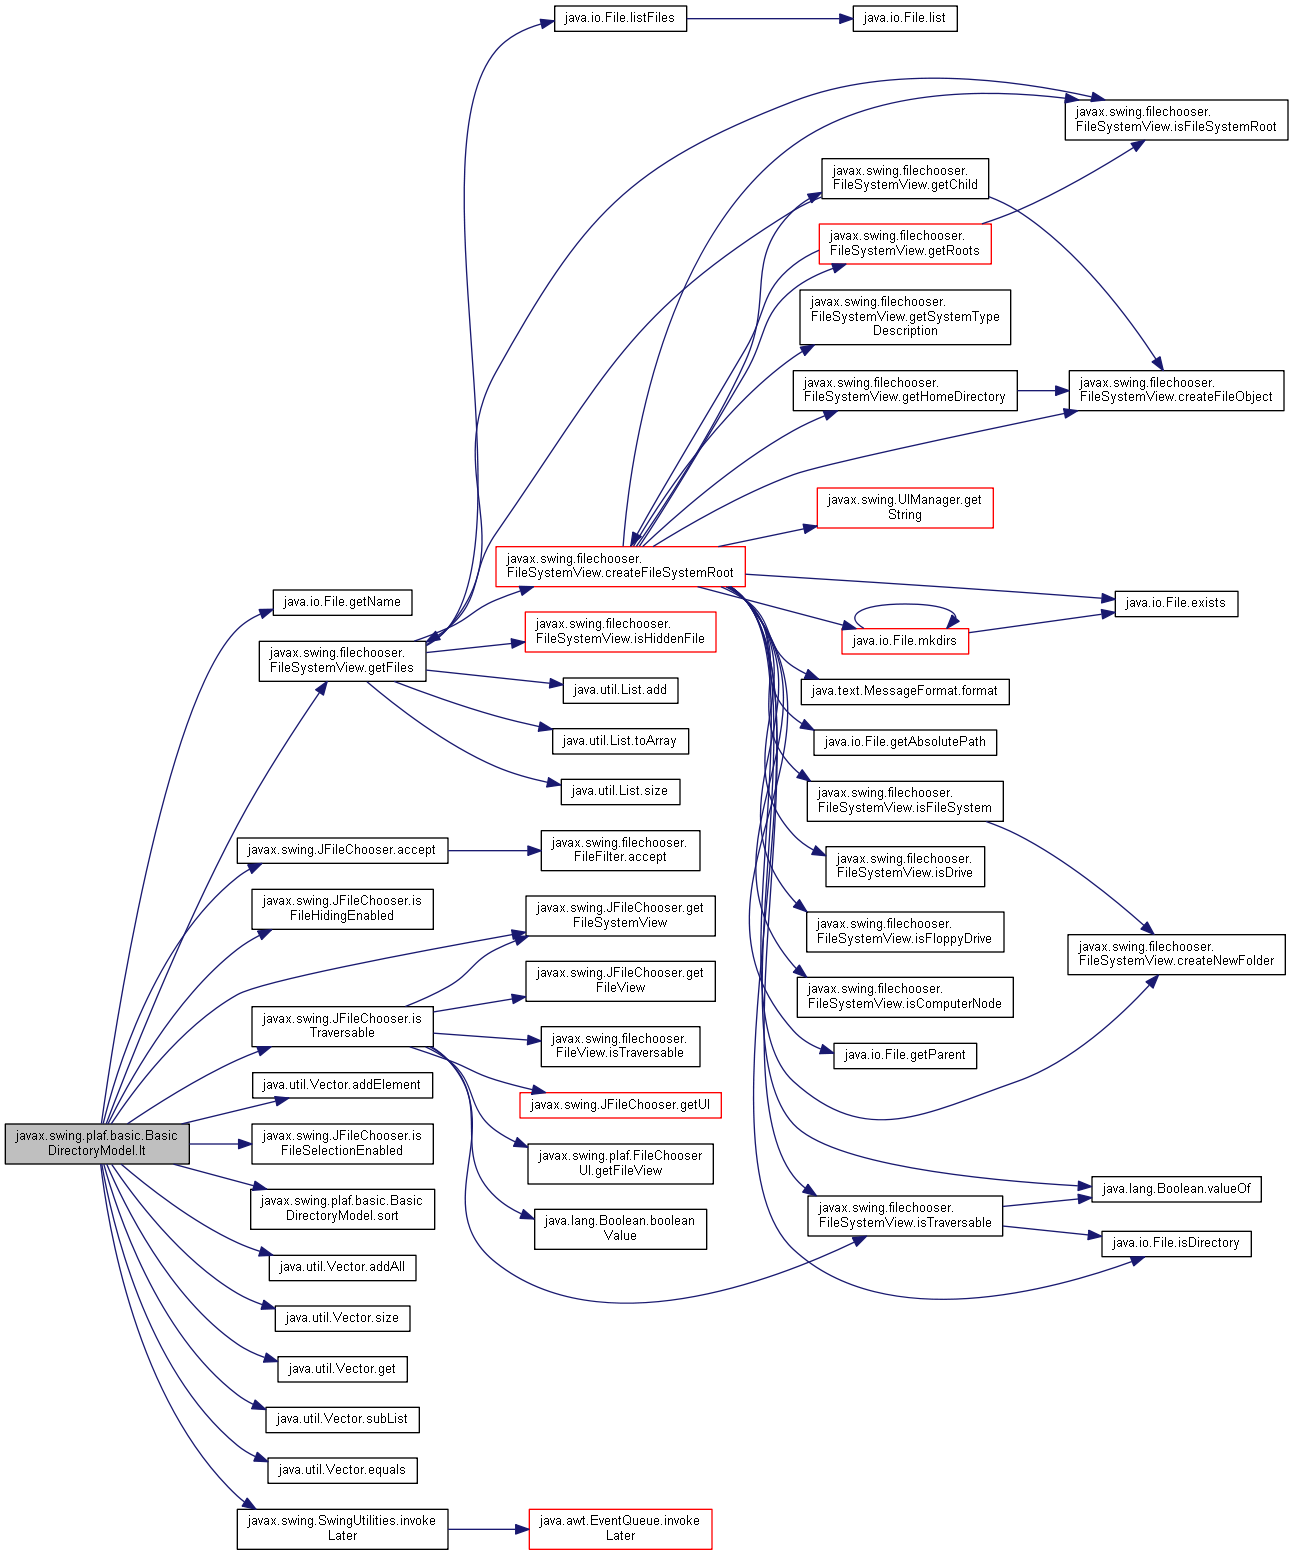 java.io.File.listFiles
java.io.File.list
javax.swing.filechooser.
FileSystemView.isFileSystemRoot
javax.swing.filechooser.
FileSystemView.getChild
javax.swing.filechooser.
FileSystemView.getRoots
javax.swing.filechooser.
FileSystemView.getSystemType
Description
javax.swing.filechooser.
FileSystemView.getHomeDirectory
javax.swing.filechooser.
FileSystemView.createFileObject
javax.swing.UIManager.get
String
javax.swing.filechooser.
FileSystemView.createFileSystemRoot
java.io.File.exists
java.io.File.getName
javax.swing.filechooser.
FileSystemView.isHiddenFile
java.io.File.mkdirs
javax.swing.filechooser.
FileSystemView.getFiles
java.util.List.add
java.text.MessageFormat.format
java.util.List.toArray
java.io.File.getAbsolutePath
java.util.List.size
javax.swing.filechooser.
FileSystemView.isFileSystem
javax.swing.JFileChooser.accept
javax.swing.filechooser.
FileFilter.accept
javax.swing.filechooser.
FileSystemView.isDrive
javax.swing.JFileChooser.is
FileHidingEnabled
javax.swing.JFileChooser.get
FileSystemView
javax.swing.filechooser.
FileSystemView.isFloppyDrive
javax.swing.filechooser.
FileSystemView.createNewFolder
javax.swing.JFileChooser.get
FileView
javax.swing.filechooser.
FileSystemView.isComputerNode
javax.swing.JFileChooser.is
Traversable
javax.swing.filechooser.
FileView.isTraversable
java.io.File.getParent
java.util.Vector.addElement
javax.swing.JFileChooser.getUI
javax.swing.plaf.basic.Basic
DirectoryModel.lt
javax.swing.JFileChooser.is
FileSelectionEnabled
javax.swing.plaf.FileChooser
UI.getFileView
java.lang.Boolean.valueOf
javax.swing.plaf.basic.Basic
DirectoryModel.sort
java.lang.Boolean.boolean
Value
javax.swing.filechooser.
FileSystemView.isTraversable
java.io.File.isDirectory
java.util.Vector.addAll
java.util.Vector.size
java.util.Vector.get
java.util.Vector.subList
java.util.Vector.equals
javax.swing.SwingUtilities.invoke
Later
java.awt.EventQueue.invoke
Later